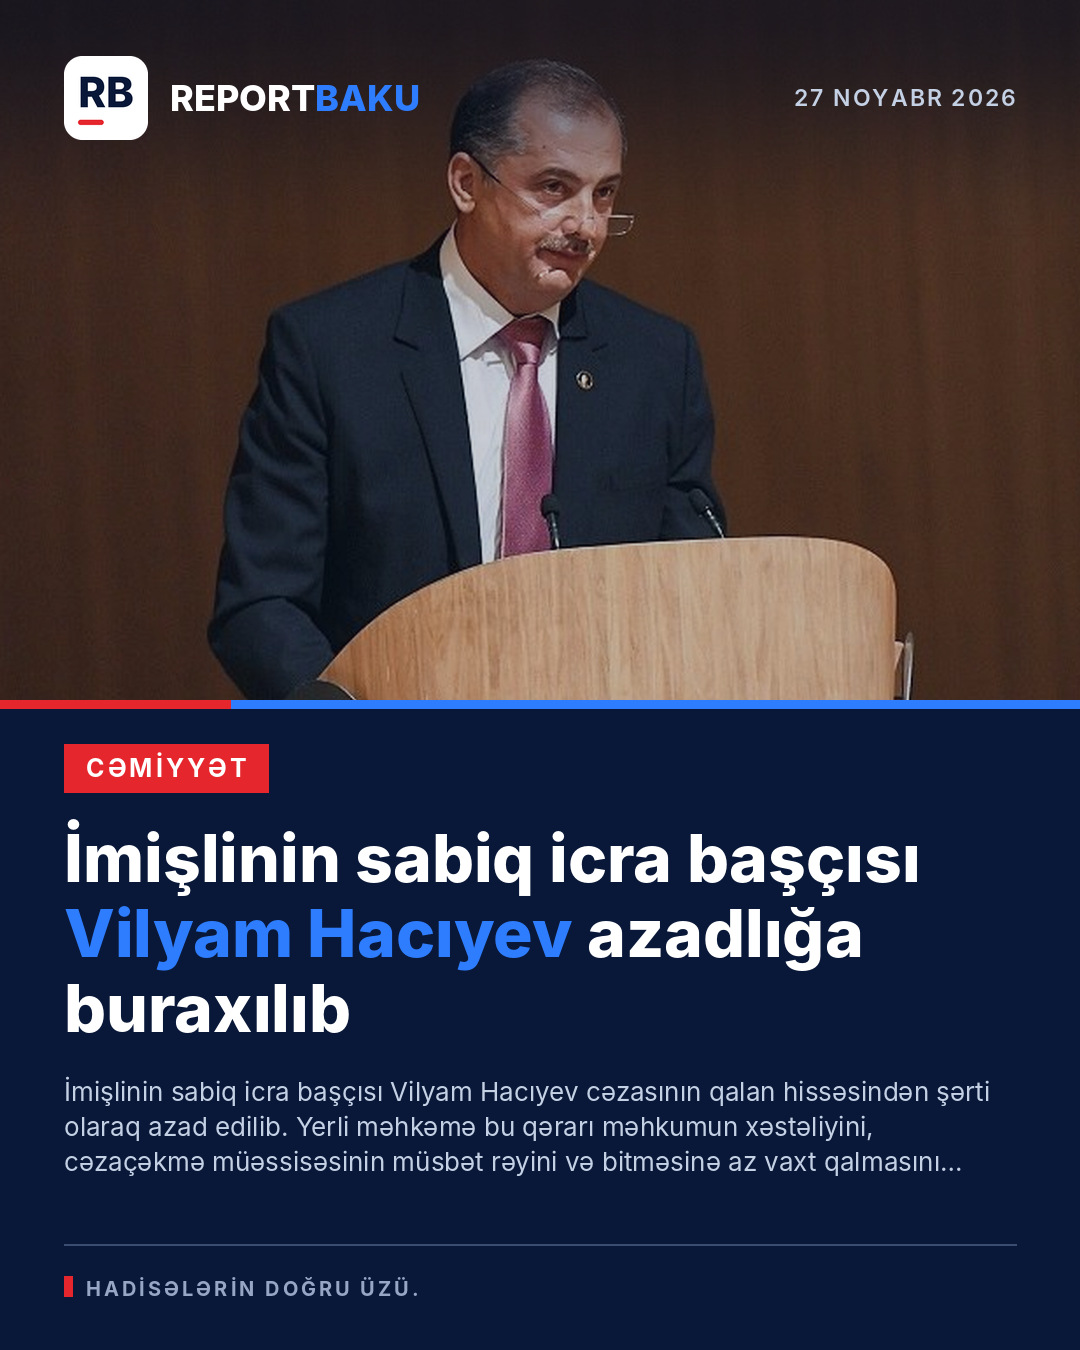 RB
REPORTBAKU
27 NOYABR 2026
CƏMİYYƏT
İmişlinin sabiq icra başçısı
Vilyam Hacıyev azadlığa
buraxılıb
İmişlinin sabiq icra başçısı Vilyam Hacıyev cəzasının qalan hissəsindən şərti
olaraq azad edilib. Yerli məhkəmə bu qərarı məhkumun xəstəliyini,
cəzaçəkmə müəssisəsinin müsbət rəyini və bitməsinə az vaxt qalmasını...
HADİSƏLƏRİN DOĞRU ÜZÜ.